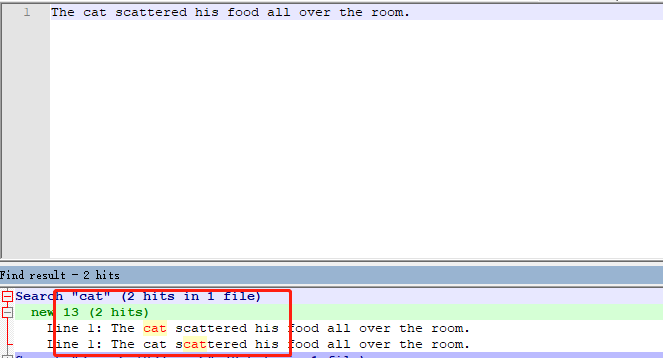 1 The cat scattered his food all over the room.
Find result - 2 hits
Search "cat" (2 hits in 1 file)
new 13 (2 hits)
Line 1: The cat scattered his food all over the room.
Line 1: The cat scattered his food all over the room.